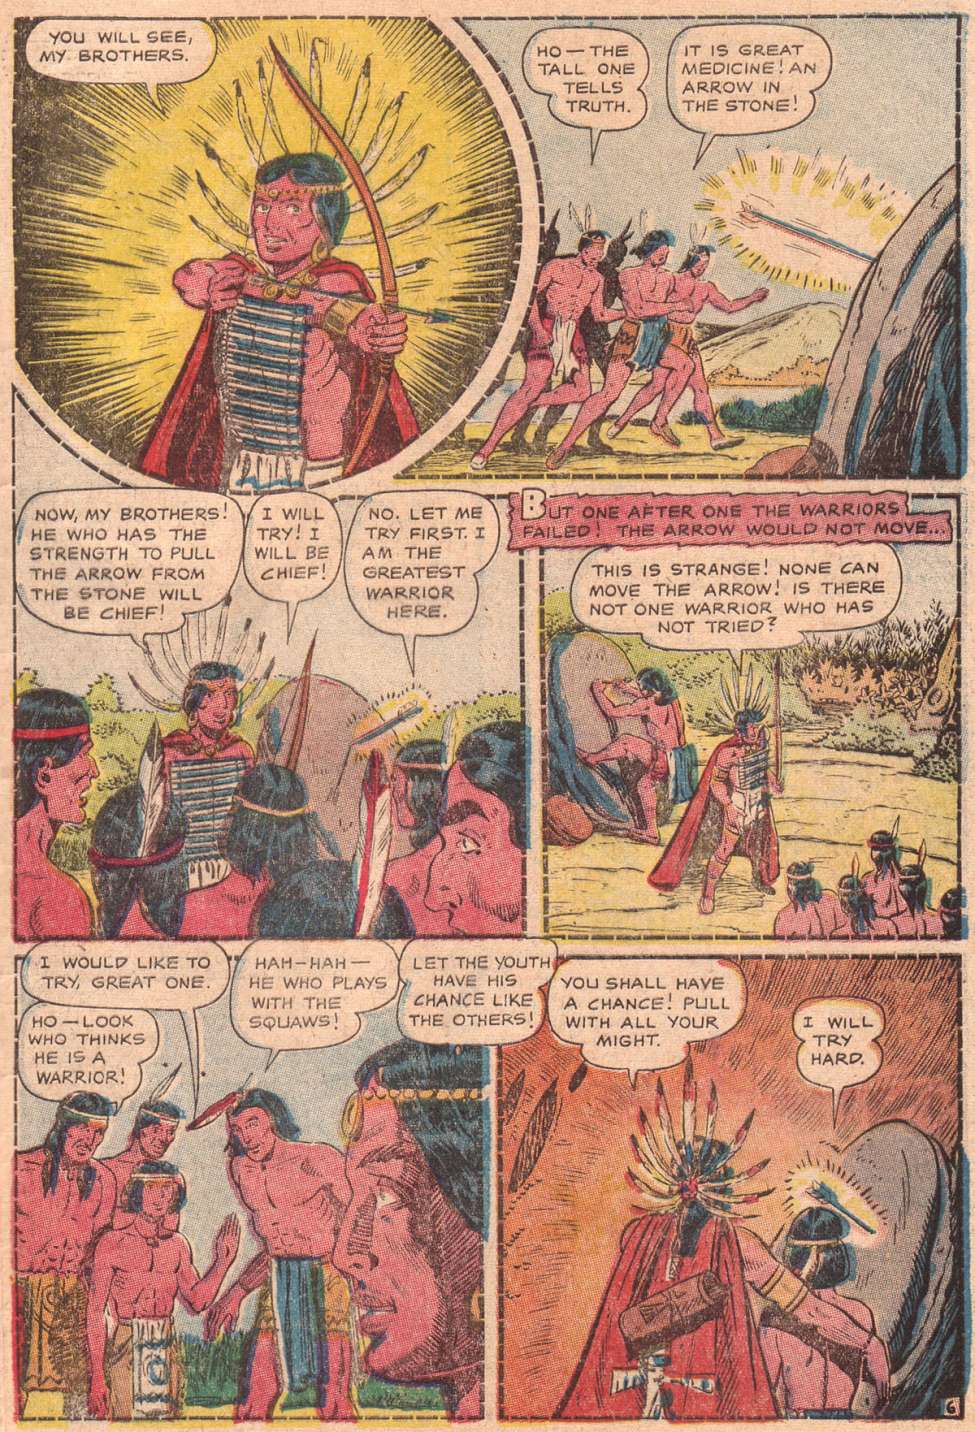 YOU WILL SEE,
MY BROTHERS.
HO — THE
TALL ONE
TELLS
TRUTH.
IT IS GREAT
MEDICINE! AN
ARROW IN
THE STONE!
NOW, MY BROTHERS!
HE WHO HAS THE
STRENGTH TO PULL
THE ARROW FROM
THE STONE WILL
BE CHIEF!
I WILL
TRY! I
WILL BE
CHIEF!
NO. LET ME
TRY FIRST. I
AM THE
GREATEST
WARRIOR
HERE.
BUT ONE AFTER ONE THE WARRIORS
FAILED! THE ARROW WOULD NOT MOVE...
THIS IS STRANGE! NONE CAN
MOVE THE ARROW! IS THERE
NOT ONE WARRIOR WHO HAS
NOT TRIED?
I WOULD LIKE TO
TRY, GREAT ONE.
HO — LOOK
WHO THINKS
HE IS A
WARRIOR!
HAH-HAH —
HE WHO PLAYS
WITH THE
SQUAWS!
LET THE YOUTH
HAVE HIS
CHANCE LIKE
THE OTHERS!
YOU SHALL HAVE
A CHANCE! PULL
WITH ALL YOUR
MIGHT.
I WILL
TRY
HARD.
6